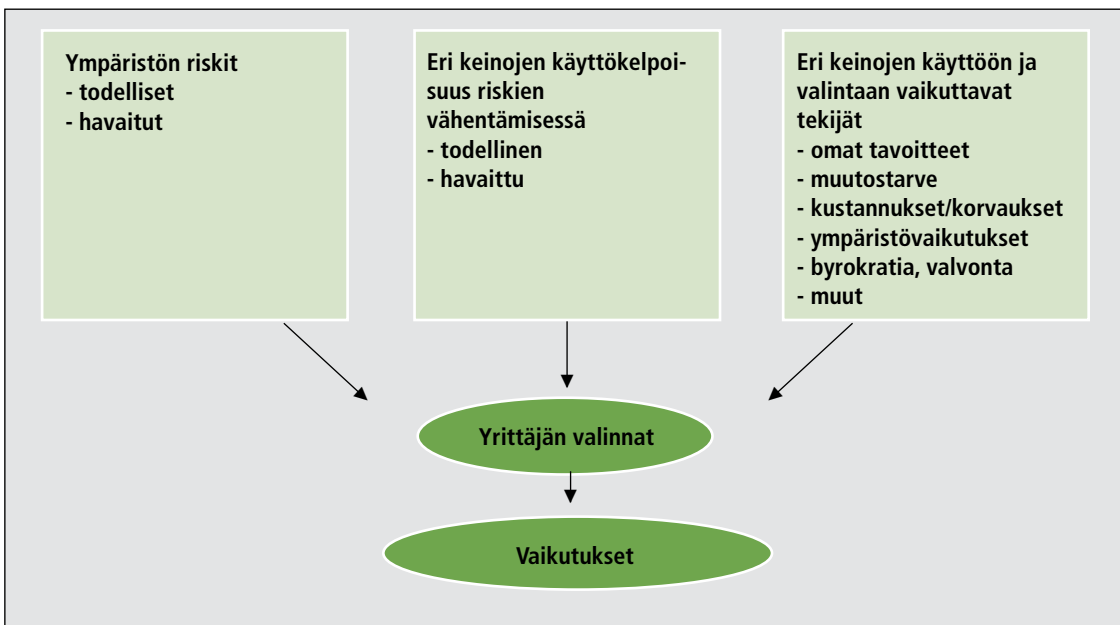 Ympäristön riskit
- todelliset
- havaitut
Eri keinojen käyttökelpoi-
suus riskien
vähentämisessä
- todellinen
- havaittu
Eri keinojen käyttöön ja
valintaan vaikuttavat
tekijät
- omat tavoitteet
- muutostarve
- kustannukset/korvaukset
- ympäristövaikutukset
- byrokratia, valvonta
- muut
Yrittäjän valinnat
Vaikutukset